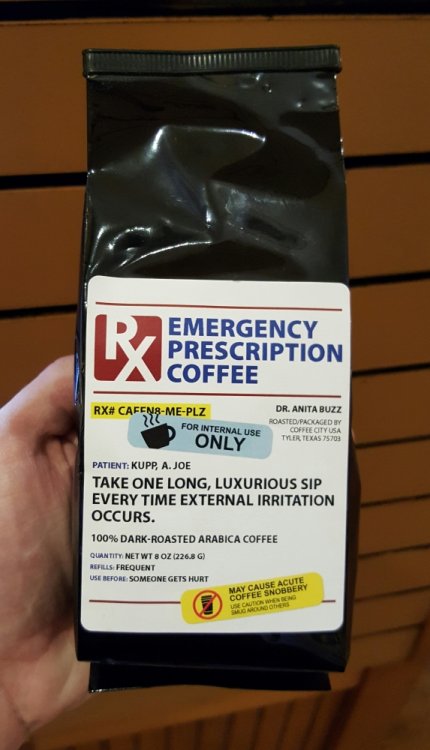 RX
EMERGENCY
PRESCRIPTION
COFFEE
RX# CAFEN8-ME-PLZ
DR. ANITA BUZZ
ROASTED/PACKAGED BY
COFFEE CITY USA
TYLER, TEXAS 75703
FOR INTERNAL USE
ONLY
PATIENT: KUPP, A. JOE
TAKE ONE LONG, LUXURIOUS SIP
EVERY TIME EXTERNAL IRRITATION
OCCURS.
100% DARK-ROASTED ARABICA COFFEE
QUANTITY: NET WT 8 OZ (226.8 G)
REFILLS: FREQUENT
USE BEFORE: SOMEONE GETS HURT
MAY CAUSE ACUTE
COFFEE SNOBBERY
USE CAUTION WHEN BEING
SMUG AROUND OTHERS